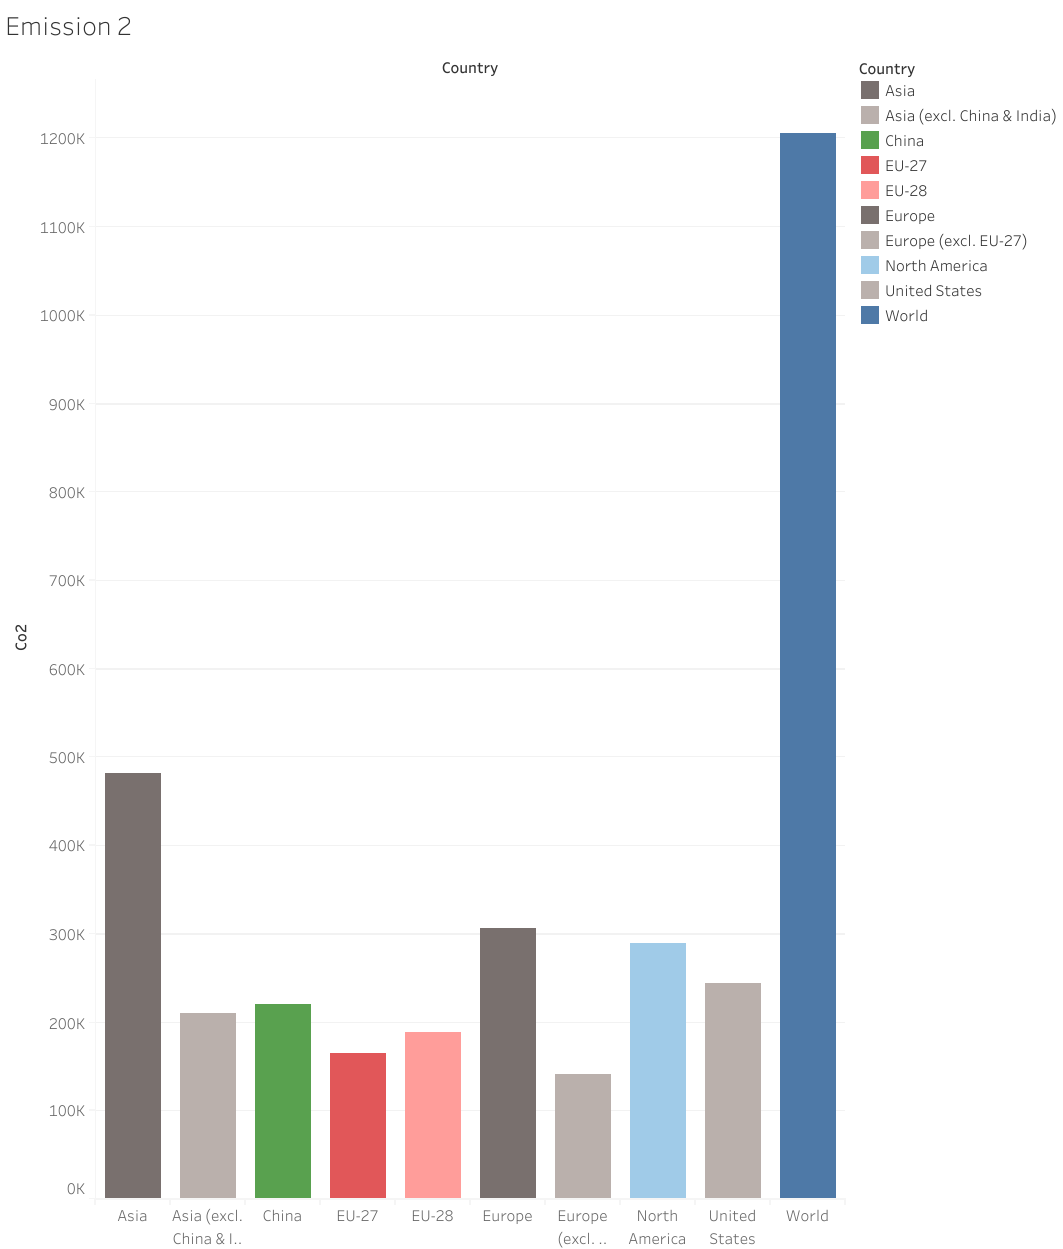 Emission 2
Country
Country
Asia
Asia (excl. China & India)
China
EU-27
EU-28
Europe
Europe (excl. EU-27)
North America
United States
World
1200K
1100K
1000K
900K
800K
700K
600K
500K
400K
300K
200K
100K
0K
Co2
Asia
Asia (excl.
China & I..
China
EU-27
EU-28
Europe
Europe
(excl. ..
North
America
United
States
World